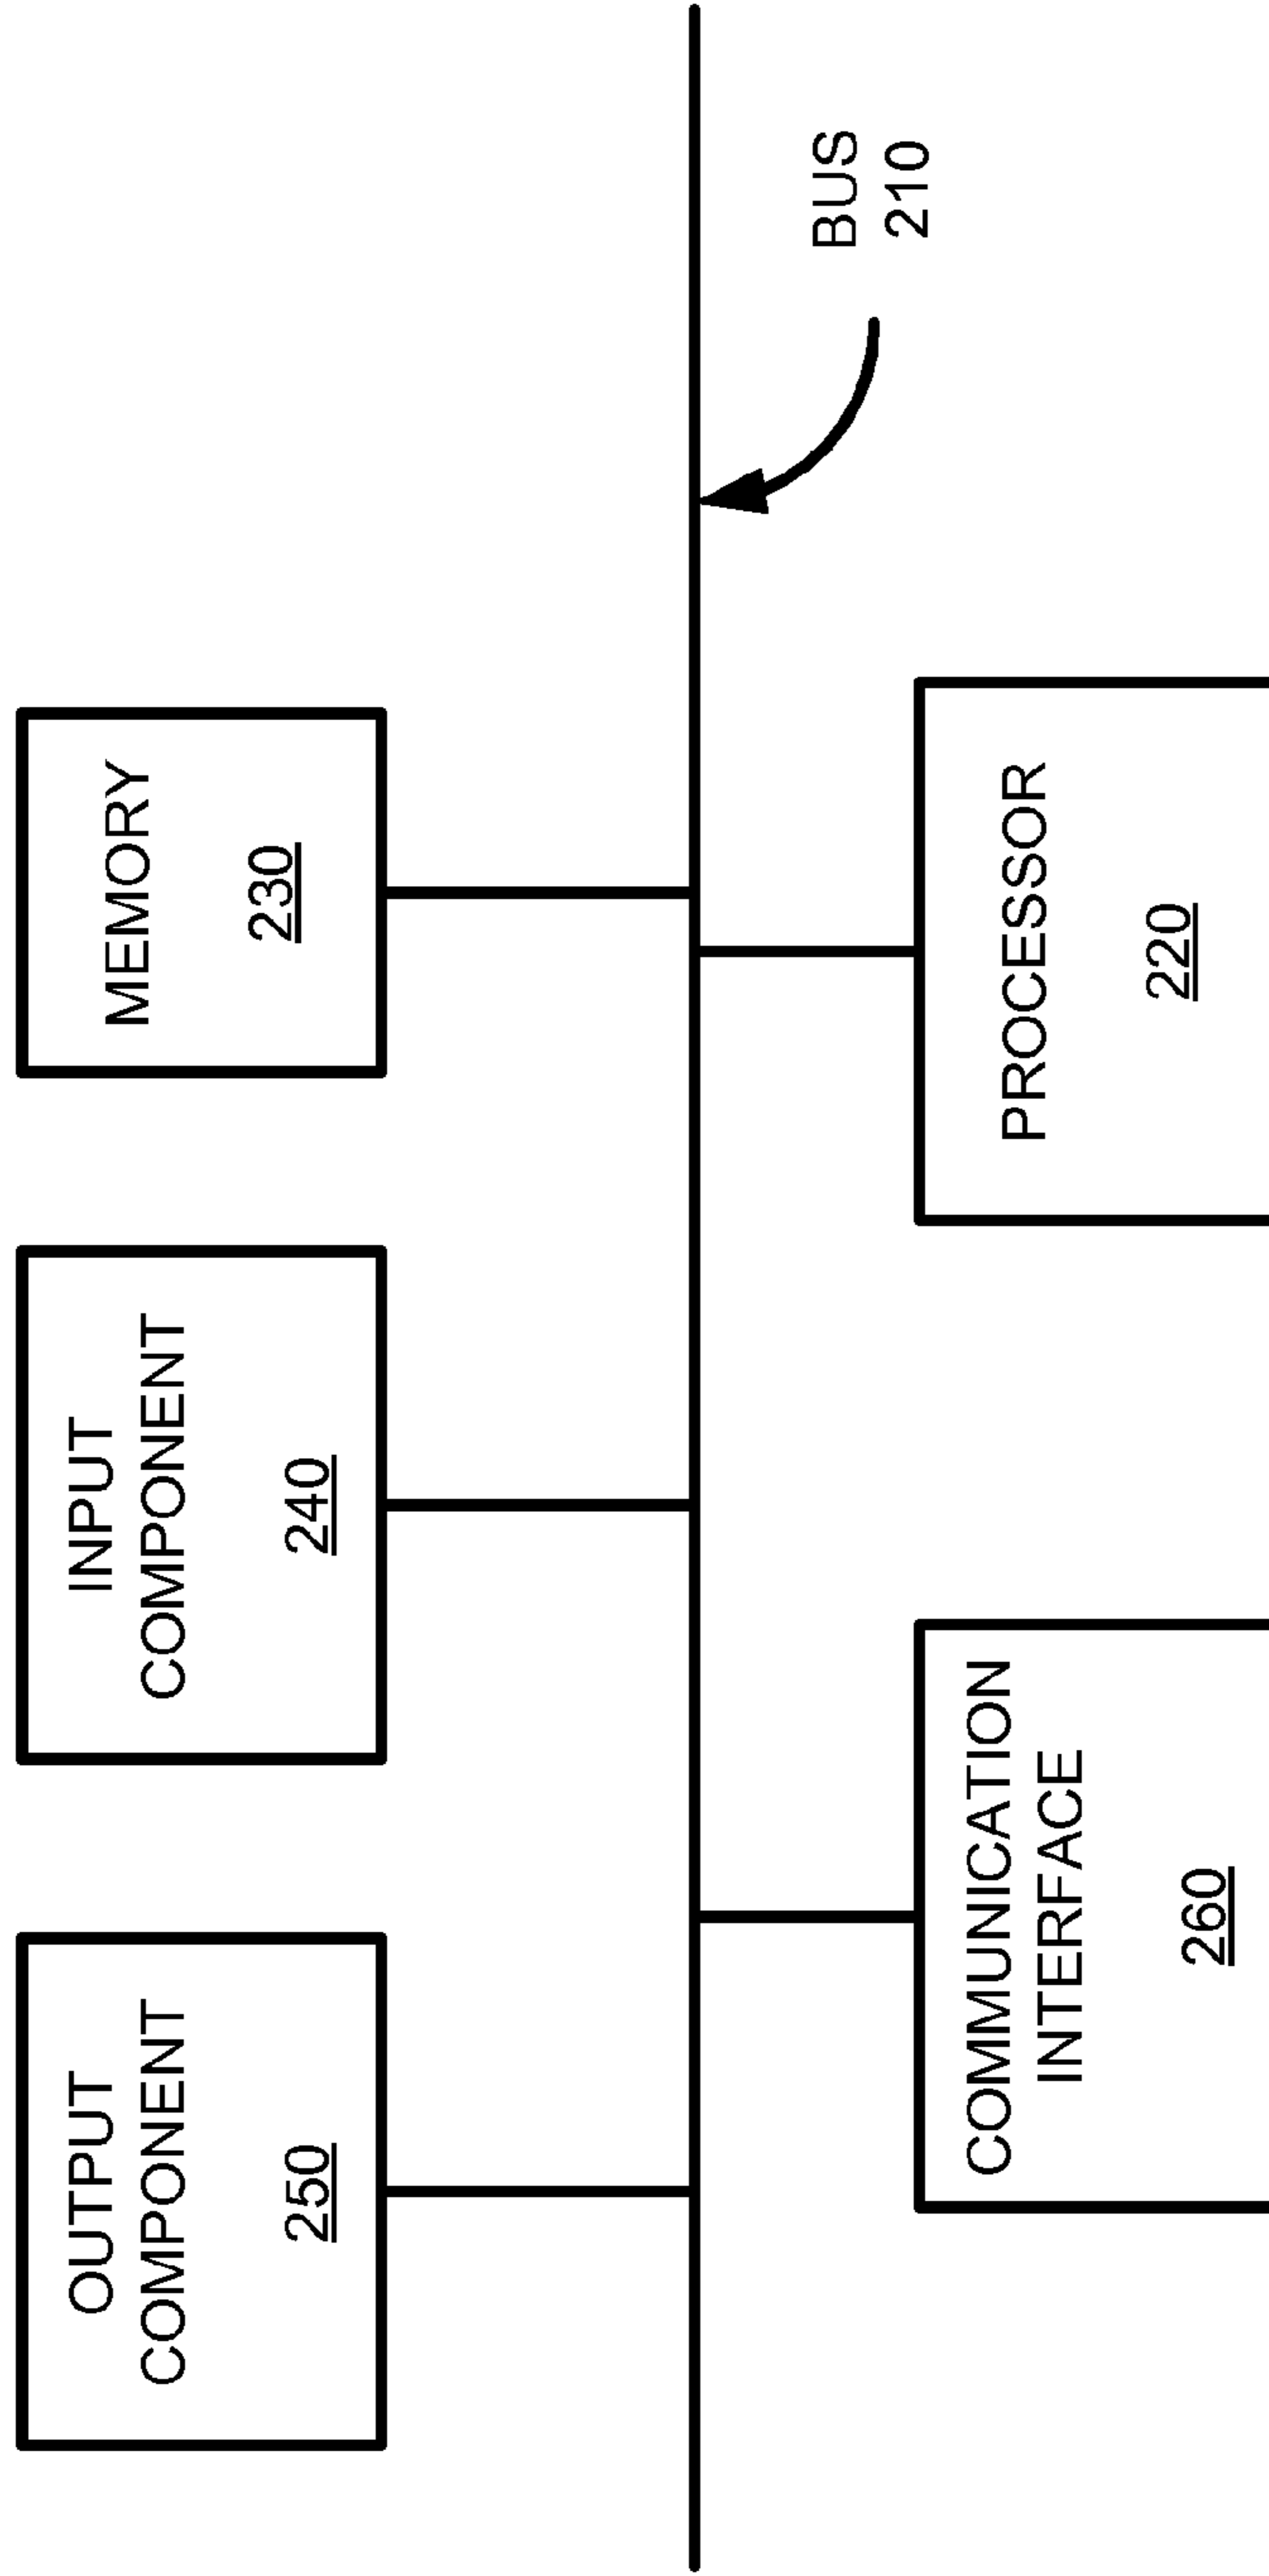 OUTPUT
COMPONENT
250
INPUT
COMPONENT
240
MEMORY
230
BUS
210
COMMUNICATION
INTERFACE
260
PROCESSOR
220